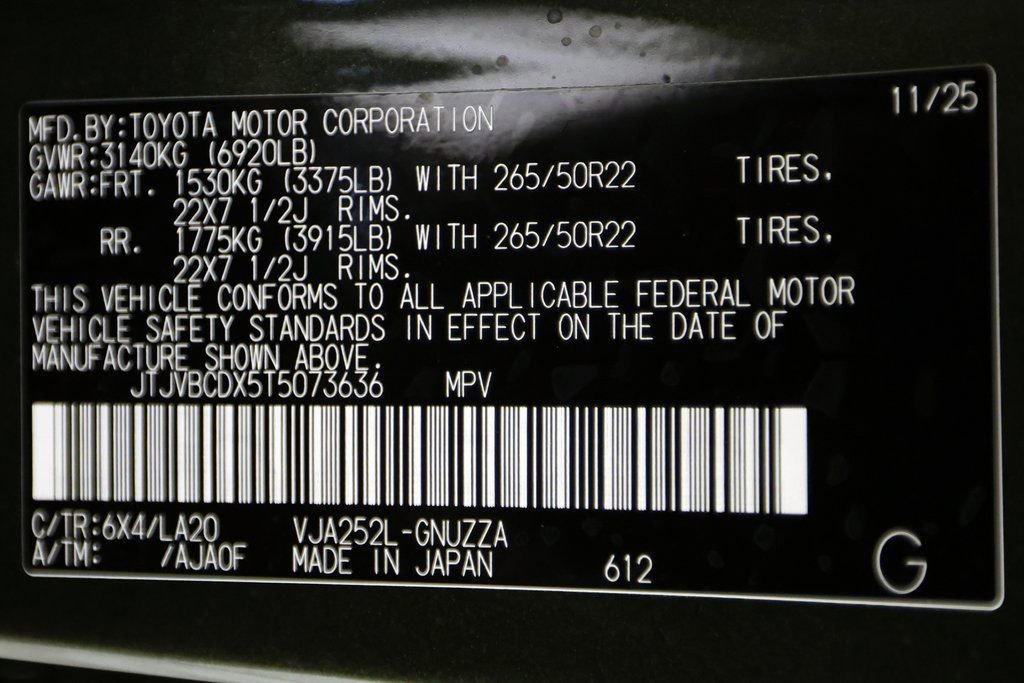 11/25
MFD.BY:TOYOTA MOTOR CORPORATION
GVWR:3140KG (6920LB)
GAWR:FRT. 1530KG (3375LB) WITH 265/50R22 TIRES.
22X7 1/2J RIMS.
RR. 1775KG (3915LB) WITH 265/50R22 TIRES.
22X7 1/2J RIMS.
THIS VEHICLE CONFORMS TO ALL APPLICABLE FEDERAL MOTOR
VEHICLE SAFETY STANDARDS IN EFFECT ON THE DATE OF
MANUFACTURE SHOWN ABOVE.
JTJVBCDX5T5073636 MPV
C/TR:6X4/LA20 VJA252L-GNUZZA
A/TM: /AJA0F MADE IN JAPAN 612
G